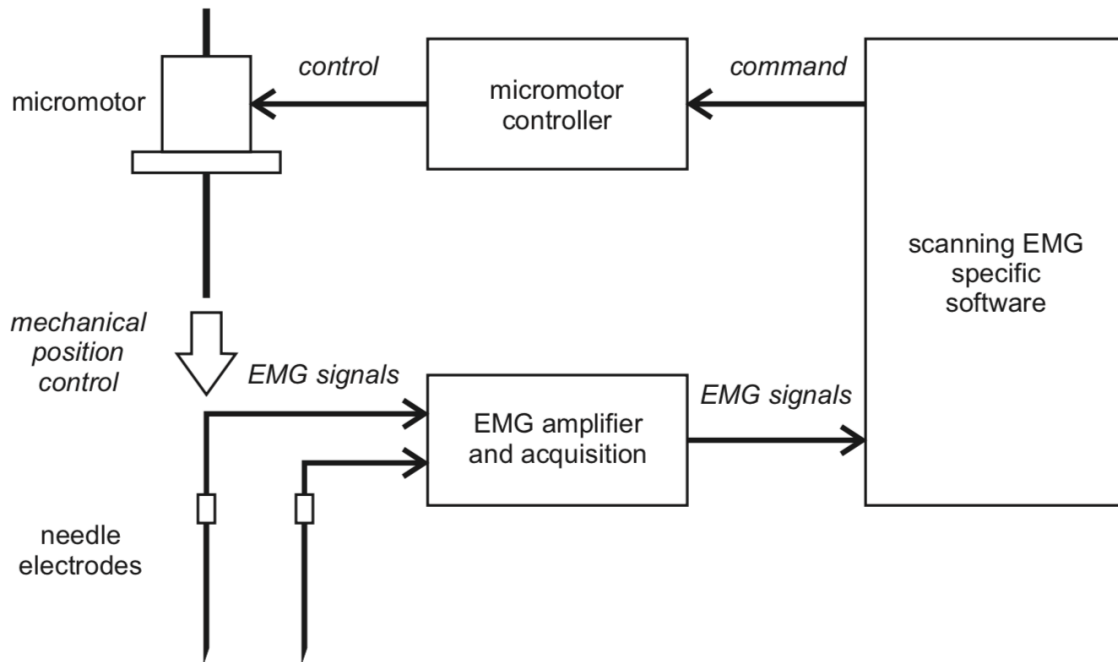 micromotor
control
micromotor
controller
command
scanning EMG
specific
software
mechanical
position
control
EMG signals
EMG amplifier
and acquisition
EMG signals
needle
electrodes